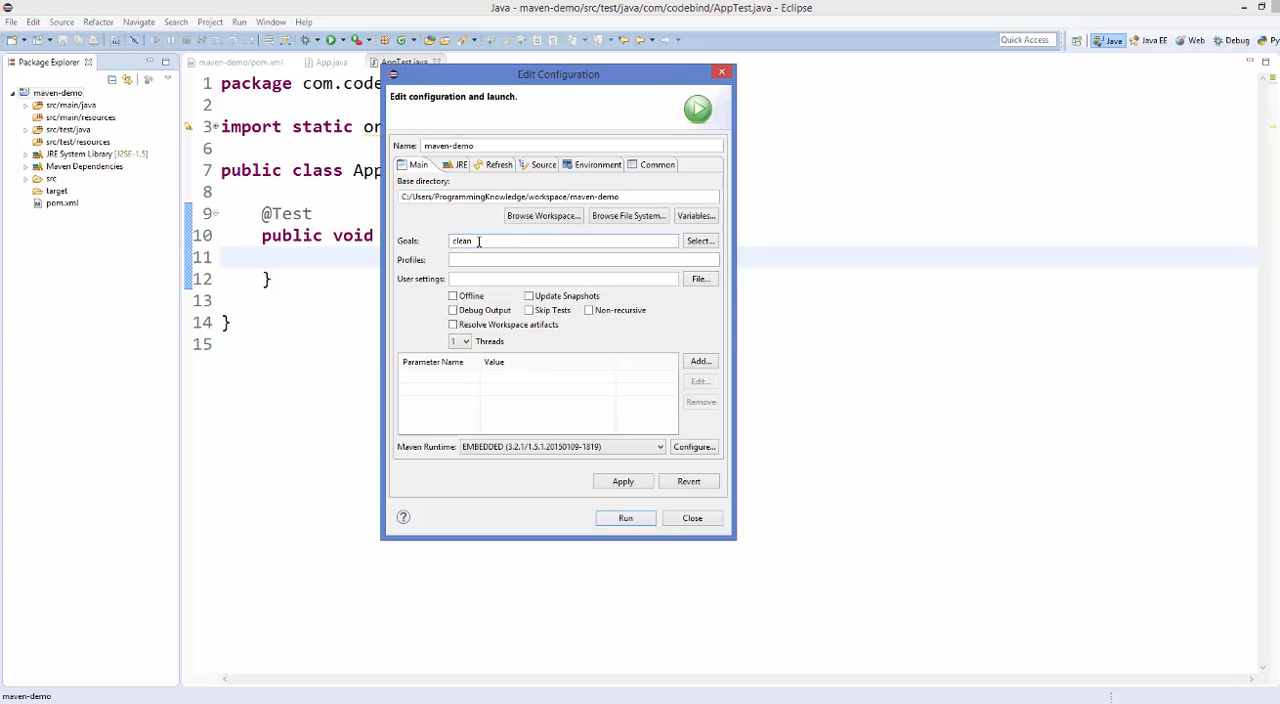 Java - maven-demo/src/test/java/com/codebind/AppTest.java - Eclipse
File Edit Source Refactor Navigate Search Project Run Window Help
Quick Access Java Java EE Web Debug Py
Package Explorer
maven-demo/pom.xml App.java AppTest.java
maven-demo
src/main/java
src/main/resources
src/test/java
src/test/resources
JRE System Library [J2SE-1.5]
Maven Dependencies
src
target
pom.xml
1 package com.code
2
3 import static or
6
7 public class App
8
9 @Test
10 public void
11
12 }
13
14 }
15
Edit Configuration
Edit configuration and launch.
Name: maven-demo
Main JRE Refresh Source Environment Common
Base directory:
C:/Users/ProgrammingKnowledge/workspace/maven-demo
Browse Workspace... Browse File System... Variables...
Goals: clean Select...
Profiles:
User settings: File...
Offline Update Snapshots
Debug Output Skip Tests Non-recursive
Resolve Workspace artifacts
1 Threads
Parameter Name Value Add...
Edit...
Remove
Maven Runtime: EMBEDDED (3.2.1/1.5.1.20150109-1819) Configure...
Apply Revert
? Run Close
maven-demo